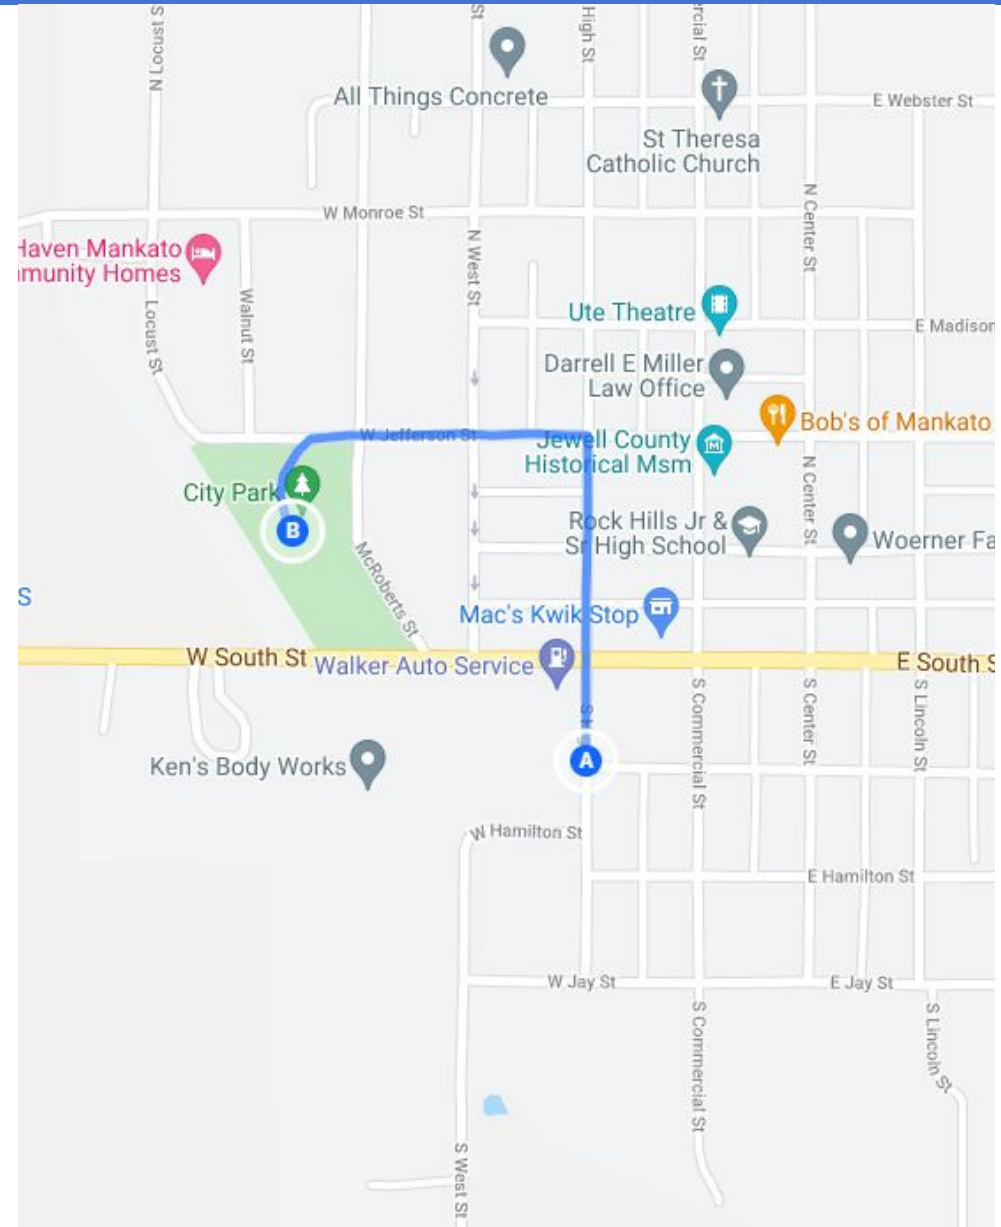 N Locust S
St
High St
rcial St
All Things Concrete
E Webster St
St Theresa
Catholic Church
W Monroe St
N Center St
Haven Mankato
munity Homes
N West St
Locust St
Walnut St
Ute Theatre
E Madison
Darrell E Miller
Law Office
Bob's of Mankato
W Jefferson St
Jewell County
Historical Msm
N Center St
City Park
B
Rock Hills Jr &
Sr High School
Woerner Fa
McRoberts St
S
Mac's Kwik Stop
W South St
Walker Auto Service
E South S
S Commercial St
S Center St
S Lincoln St
A
Ken's Body Works
W Hamilton St
E Hamilton St
W Jay St
E Jay St
S Commercial St
S Lincoln St
S West St